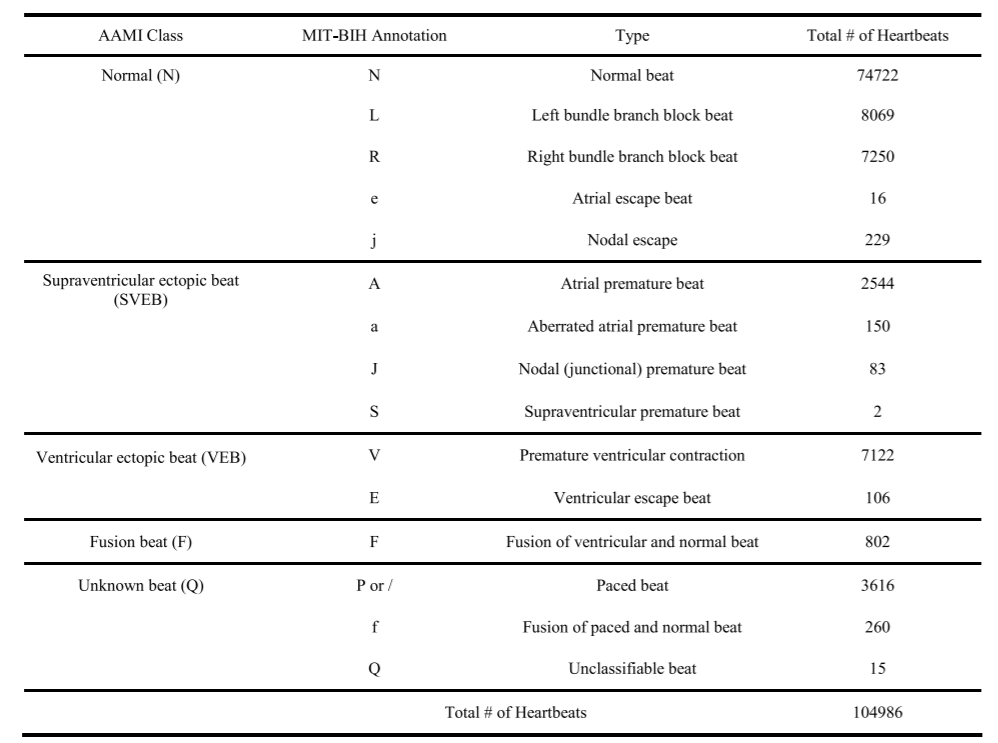 AAMI Class MIT-BIH Annotation Type Total # of Heartbeats
Normal (N) N Normal beat 74722
L Left bundle branch block beat 8069
R Right bundle branch block beat 7250
e Atrial escape beat 16
j Nodal escape 229
Supraventricular ectopic beat
(SVEB) A Atrial premature beat 2544
a Aberrated atrial premature beat 150
J Nodal (junctional) premature beat 83
S Supraventricular premature beat 2
Ventricular ectopic beat (VEB) V Premature ventricular contraction 7122
E Ventricular escape beat 106
Fusion beat (F) F Fusion of ventricular and normal beat 802
Unknown beat (Q) P or / Paced beat 3616
f Fusion of paced and normal beat 260
Q Unclassifiable beat 15
Total # of Heartbeats 104986